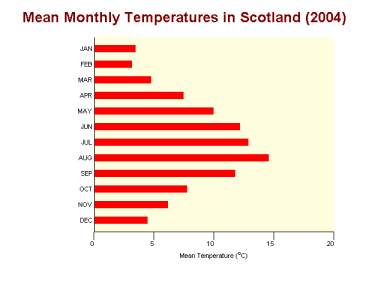 Mean Monthly Temperatures in Scotland (2004)
JAN
FEB
MAR
APR
MAY
JUN
JUL
AUG
SEP
OCT
NOV
DEC
0 5 10 15 20
Mean Temperature (°C)